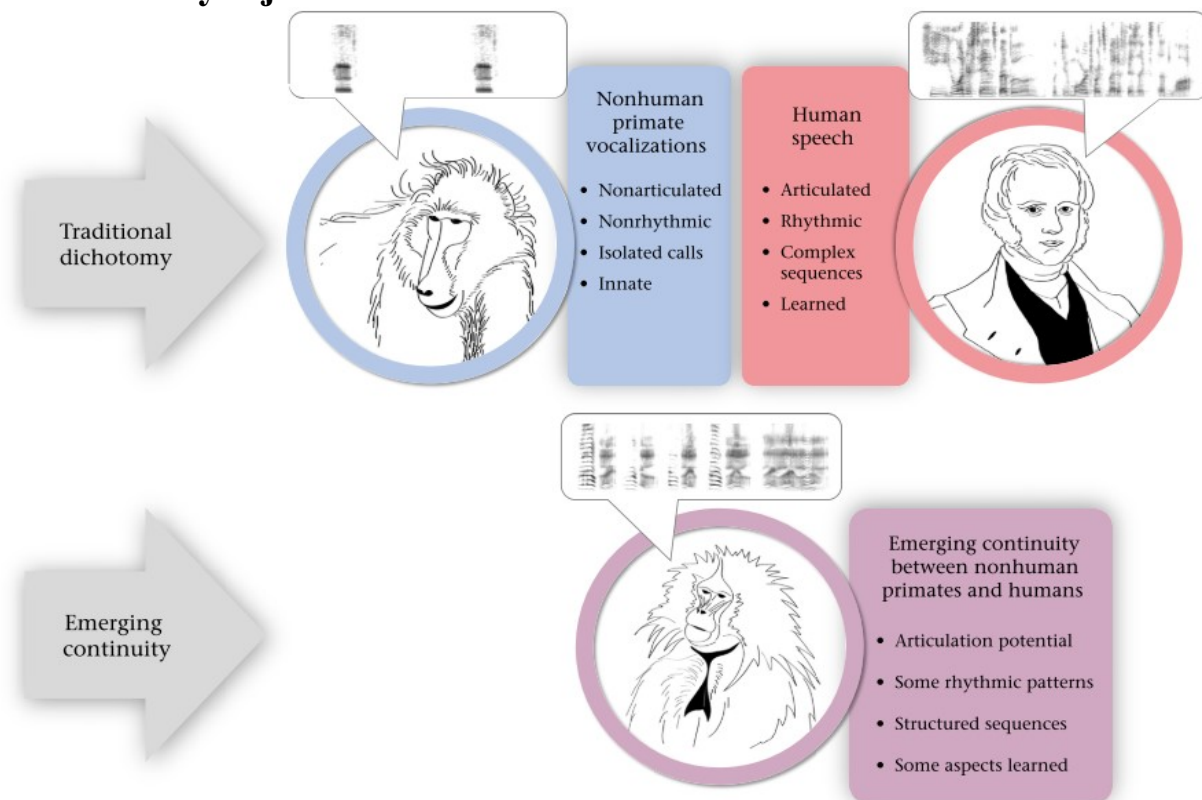 Traditional
dichotomy
Nonhuman
primate
vocalizations
• Nonarticulated
• Nonrhythmic
• Isolated calls
• Innate
Human
speech
• Articulated
• Rhythmic
• Complex
sequences
• Learned
Emerging
continuity
Emerging continuity
between nonhuman
primates and humans
• Articulation potential
• Some rhythmic patterns
• Structured sequences
• Some aspects learned